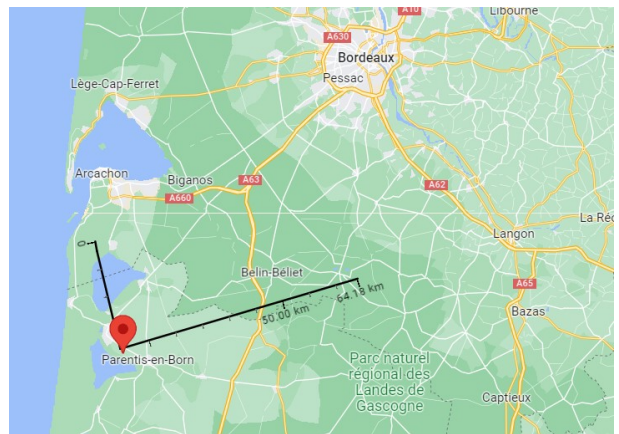 A10
Libourne
A630
Bordeaux
Pessac
Lège-Cap-Ferret
Arcachon
Biganos
A63
A660
A62
La Réo
Langon
0
Belin-Béliet
64.18 km
50.00 km
A65
Bazas
Parentis-en-Born
Parc naturel
régional des
Landes de
Gascogne
Captieux